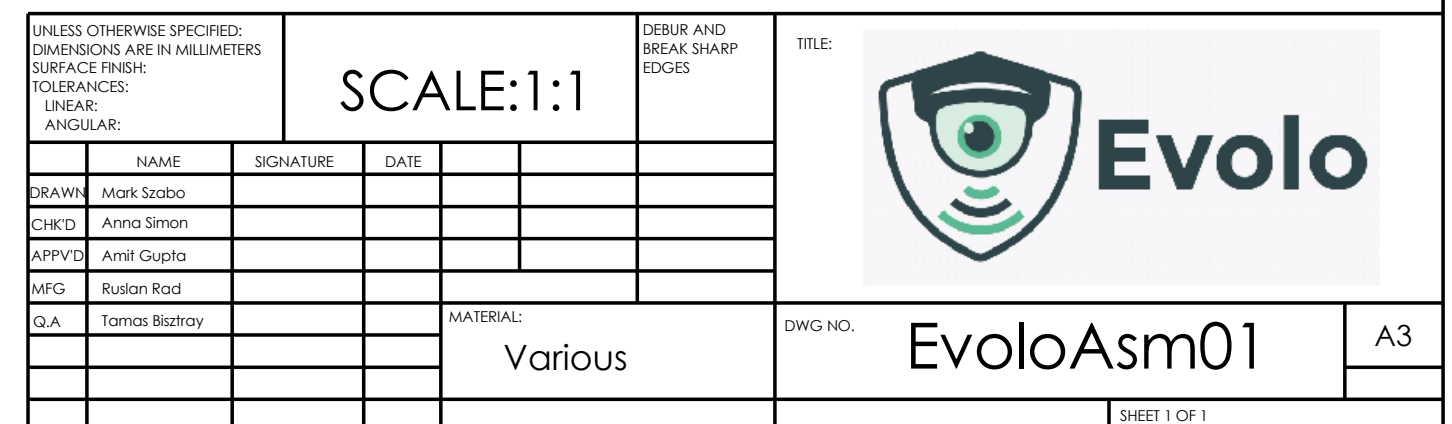 UNLESS OTHERWISE SPECIFIED:
DIMENSIONS ARE IN MILLIMETERS
SURFACE FINISH:
TOLERANCES:
LINEAR:
ANGULAR:
SCALE:1:1
DEBUR AND
BREAK SHARP
EDGES
TITLE:
Evolo
NAME SIGNATURE DATE
DRAWN Mark Szabo
CHK'D Anna Simon
APPV'D Amit Gupta
MFG Ruslan Rad
Q.A Tamas Bisztray
MATERIAL:
Various
DWG NO.
EvoloAsm01
A3
SHEET 1 OF 1